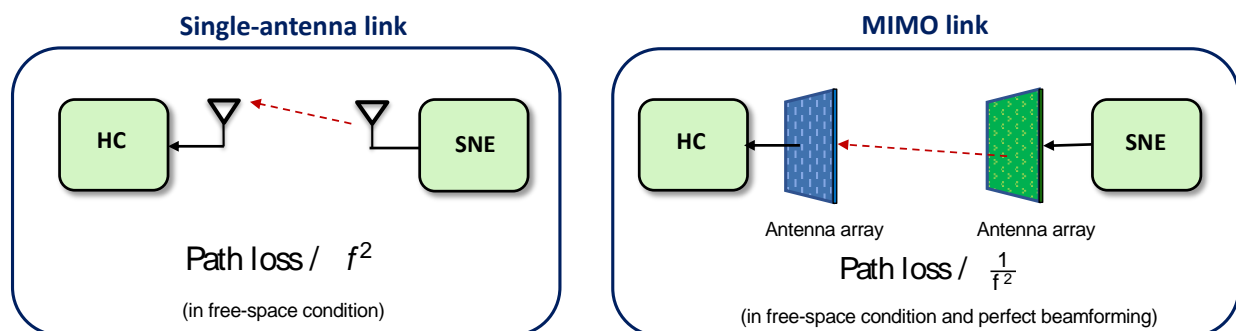 Single-antenna link
HC
SNE
Path loss / f²
(in free-space condition)
MIMO link
HC
SNE
Antenna array
Antenna array
Path loss / 1/f²
(in free-space condition and perfect beamforming)